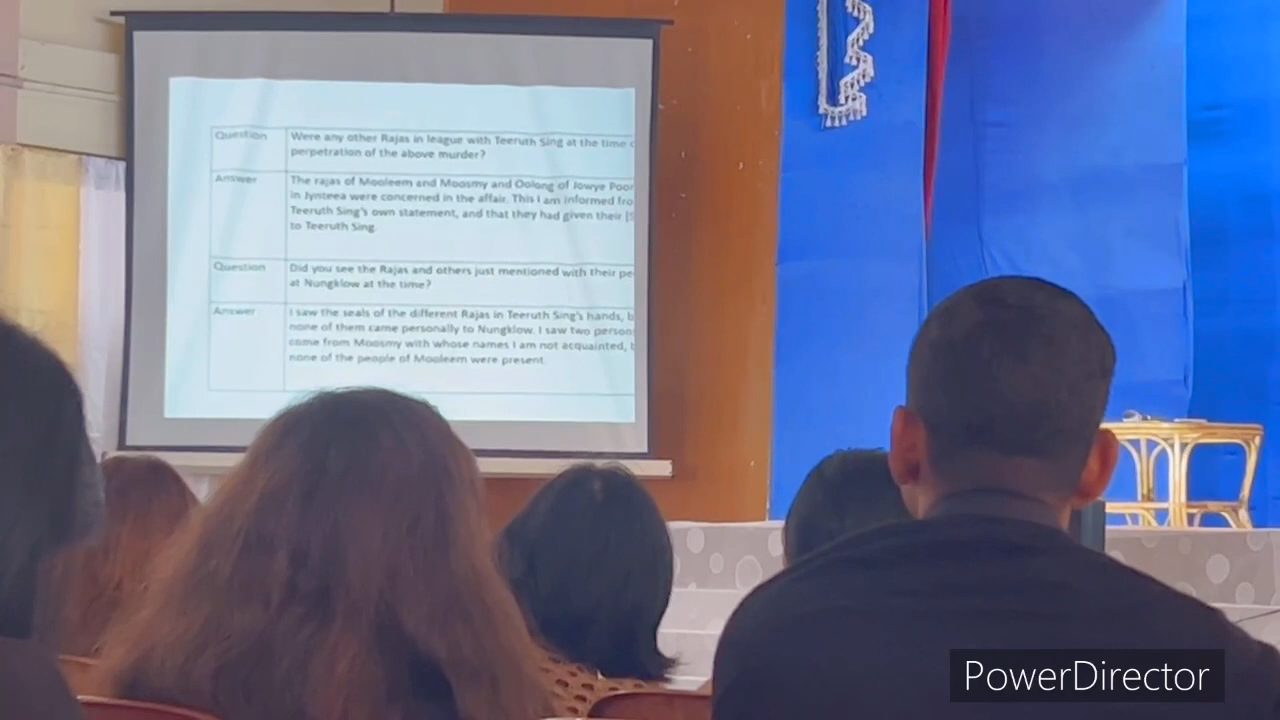 Question
Were any other Rajas in league with Teeruth Sing at the time
perpetration of the above murder?
Answer
The rajas of Mooleem and Moosmy and Oolong of Jowye Poor
in Jynteea were concerned in the affair. This I am informed fro
Teeruth Sing's own statement, and that they had given their
to Teeruth Sing.
Question
Did you see the Rajas and others just mentioned with their pe
at Nungklow at the time?
Answer
I saw the seals of the different Rajas in Teeruth Sing's hands, b
none of them came personally to Nungklow. I saw two person
come from Moosmy with whose names I am not acquainted, b
none of the people of Mooleem were present.
PowerDirector